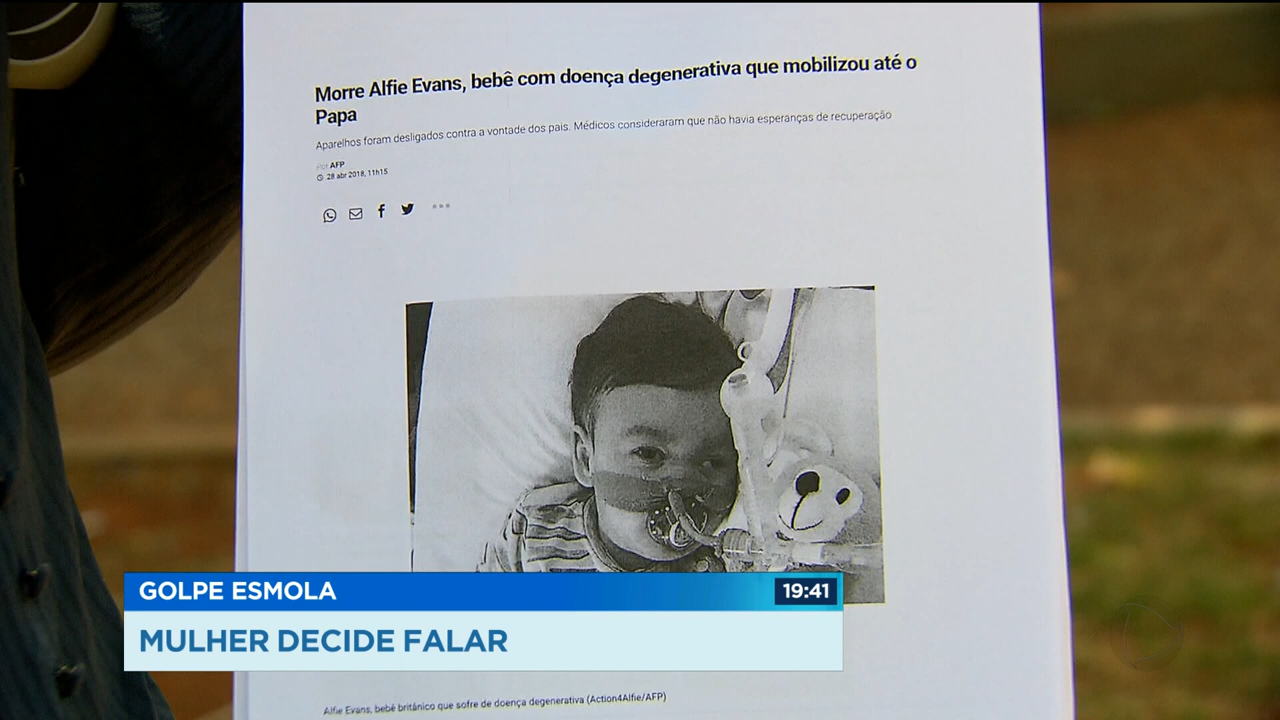 Morre Alfie Evans, bebê com doença degenerativa que mobilizou até o
Papa
Aparelhos foram desligados contra a vontade dos pais. Médicos consideraram que não havia esperanças de recuperação
Por AFP
28 abr 2018, 11h15
GOLPE ESMOLA
19:41
MULHER DECIDE FALAR
Alfie Evans, bebê britânico que sofre de doença degenerativa (Action4Alfie/AFP)